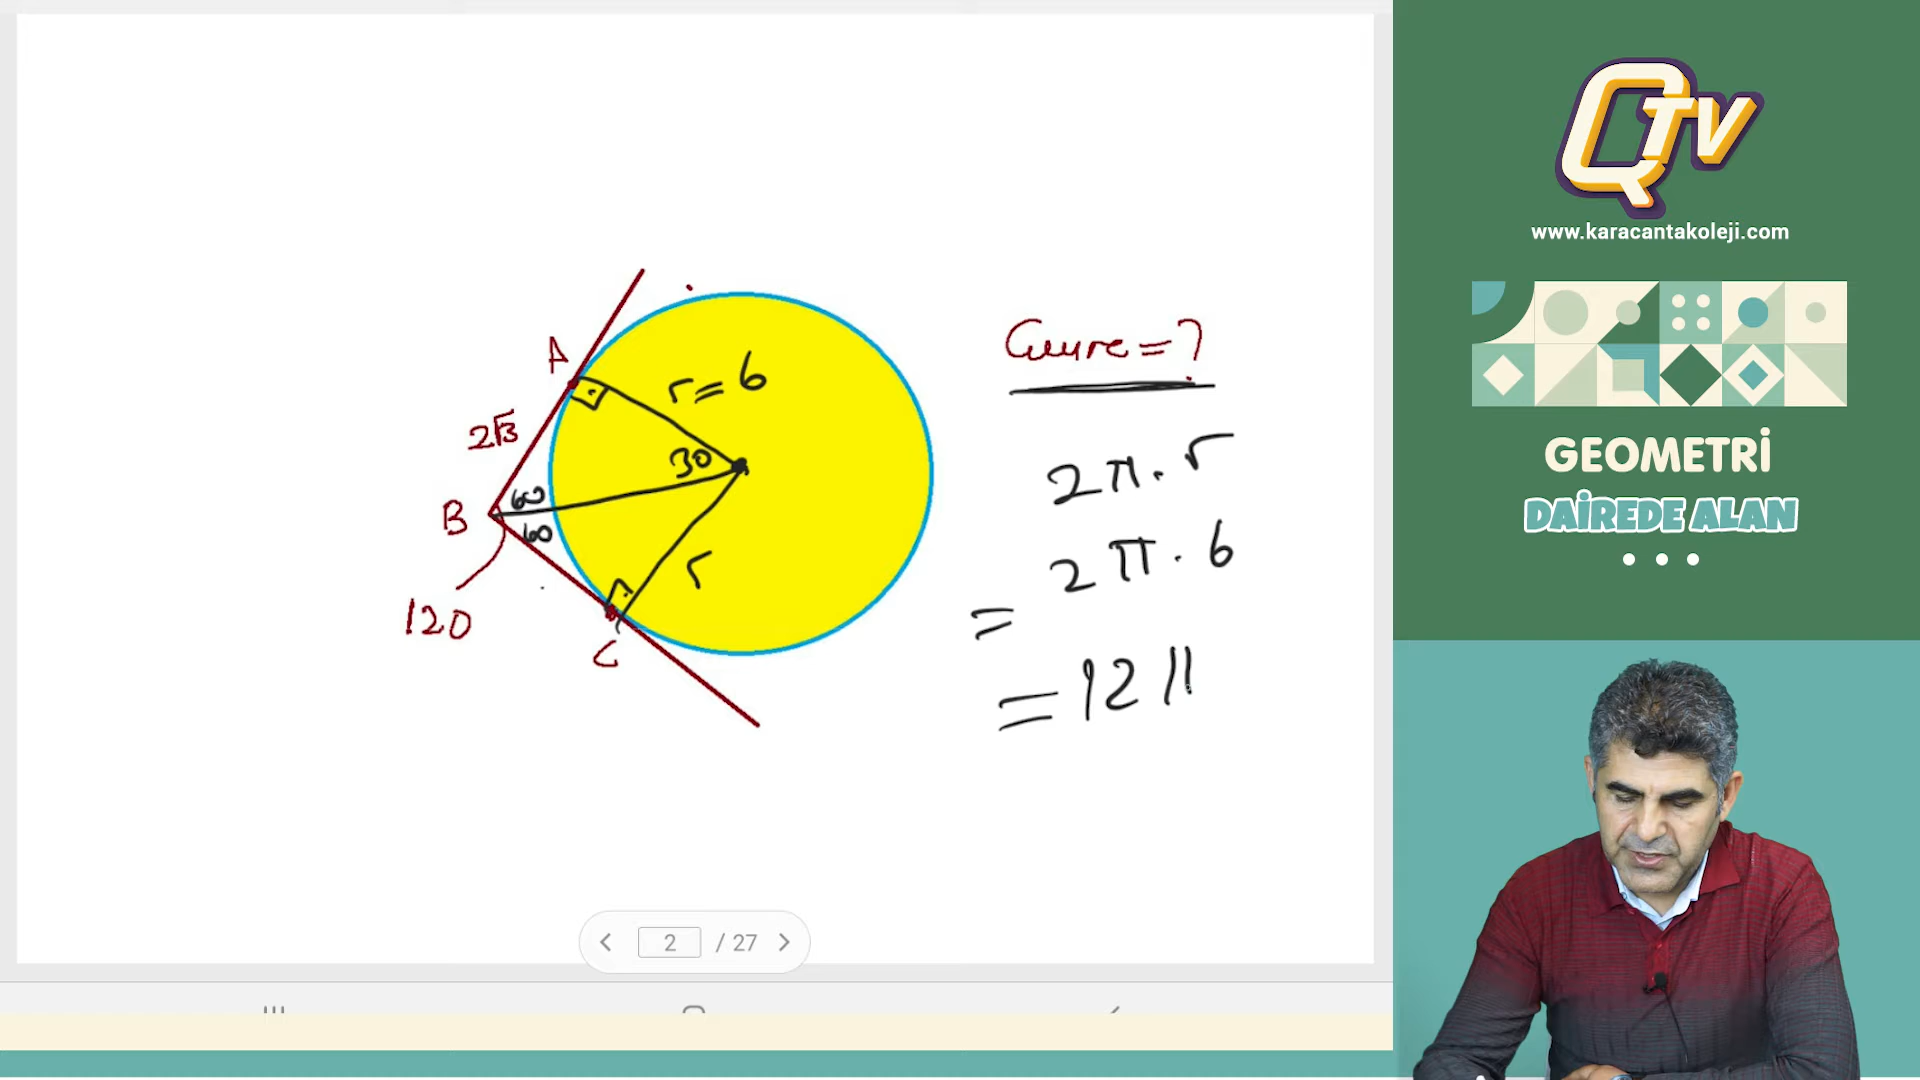 A
r = 6
2√3
30
B
60
60
r
120
C
Çevre = ?
2π . r
= 2π . 6
= 12π
2 / 27
QTV
www.karacantakoleji.com
GEOMETRİ
DAİREDE ALAN